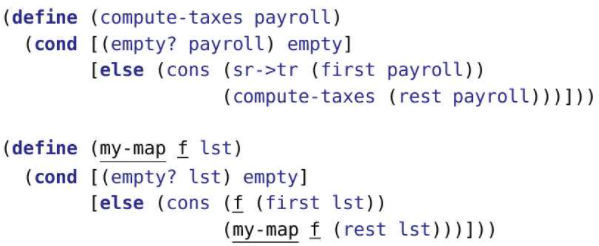 (define (compute-taxes payroll)
  (cond [(empty? payroll) empty]
        [else (cons (sr->tr (first payroll))
                    (compute-taxes (rest payroll)))]))
(define (my-map f lst)
  (cond [(empty? lst) empty]
        [else (cons (f (first lst))
                    (my-map f (rest lst)))]))